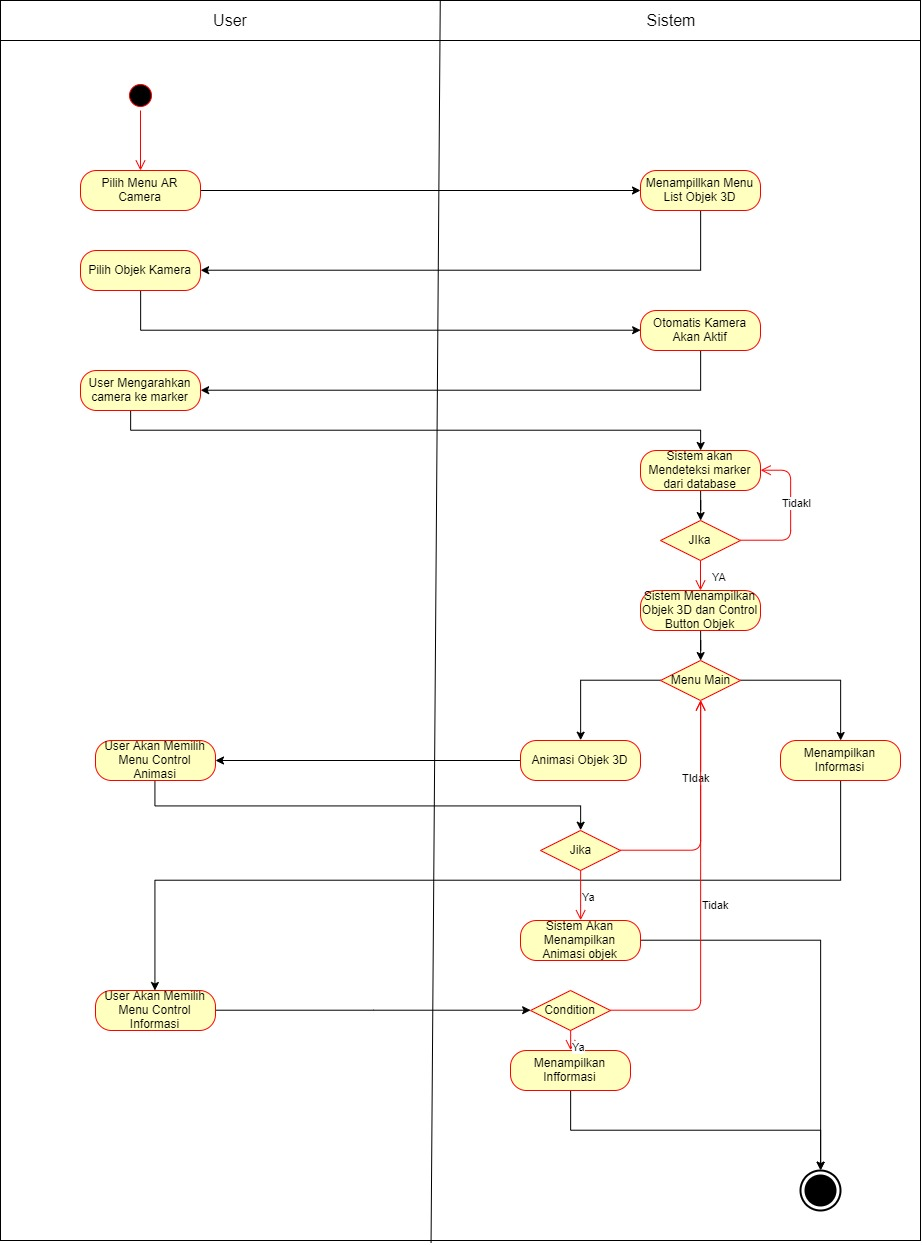 User
Sistem
Pilih Menu AR
Camera
Menampillkan Menu
List Objek 3D
Pilih Objek Kamera
Otomatis Kamera
Akan Aktif
User Mengarahkan
camera ke marker
Sistem akan
Mendeteksi marker
dari database
Tidakl
JIka
YA
Sistem Menampilkan
Objek 3D dan Control
Button Objek
Menu Main
User Akan Memilih
Menu Control
Animasi
Animasi Objek 3D
Menampilkan
Informasi
TIdak
Jika
Ya
Tidak
Sistem Akan
Menampilkan
Animasi objek
User Akan Memilih
Menu Control
Informasi
Condition
Ya
Menampilkan
Infformasi